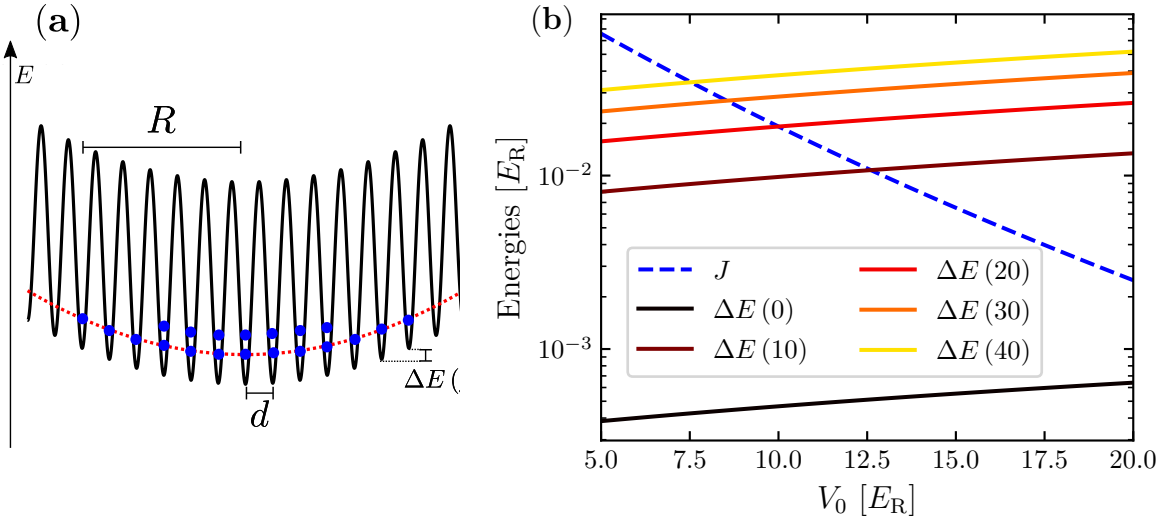 (a)
E
R
ΔE (
d
(b)
Energies [E_R]
10⁻²
10⁻³
J
ΔE (0)
ΔE (10)
ΔE (20)
ΔE (30)
ΔE (40)
5.0 7.5 10.0 12.5 15.0 17.5 20.0
V₀ [E_R]